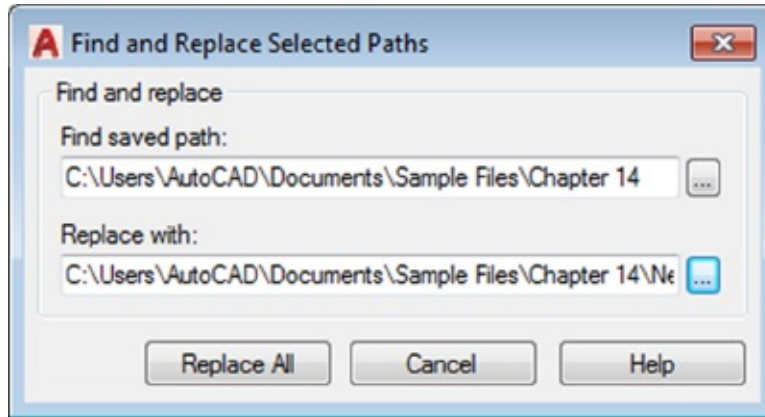 A Find and Replace Selected Paths
Find and replace
Find saved path:
C:\Users\AutoCAD\Documents\Sample Files\Chapter 14
...
Replace with:
C:\Users\AutoCAD\Documents\Sample Files\Chapter 14\Ne
...
Replace All Cancel Help